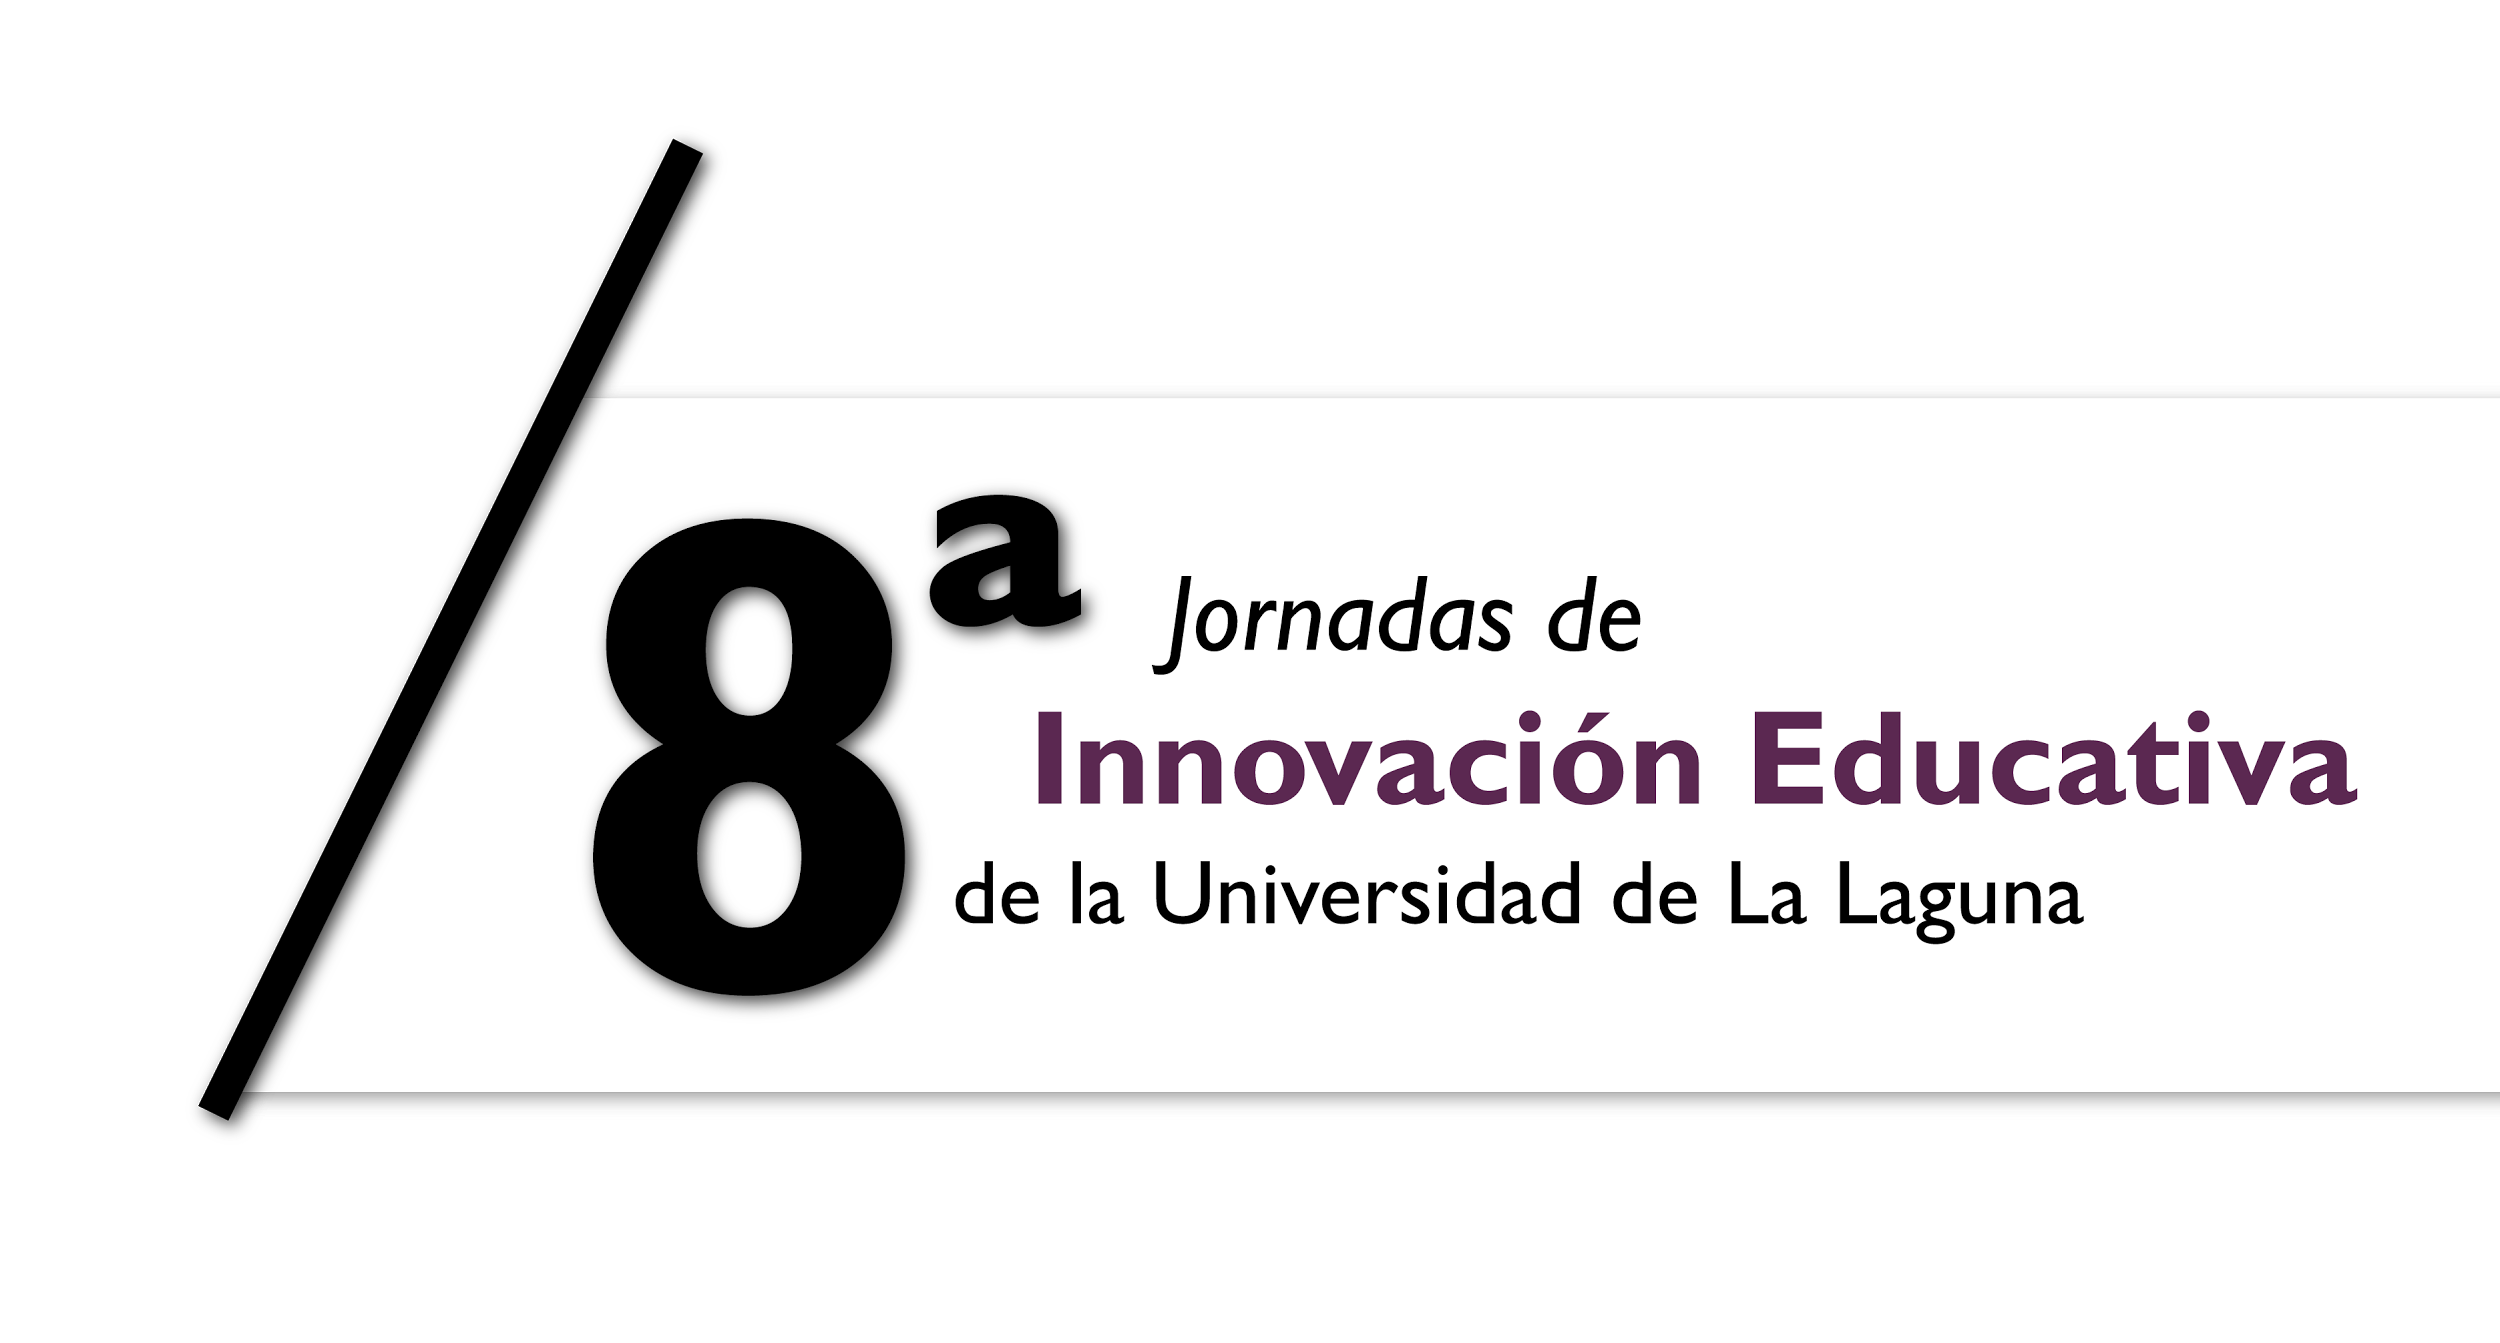 8ª Jornadas de
Innovación Educativa
de la Universidad de La Laguna